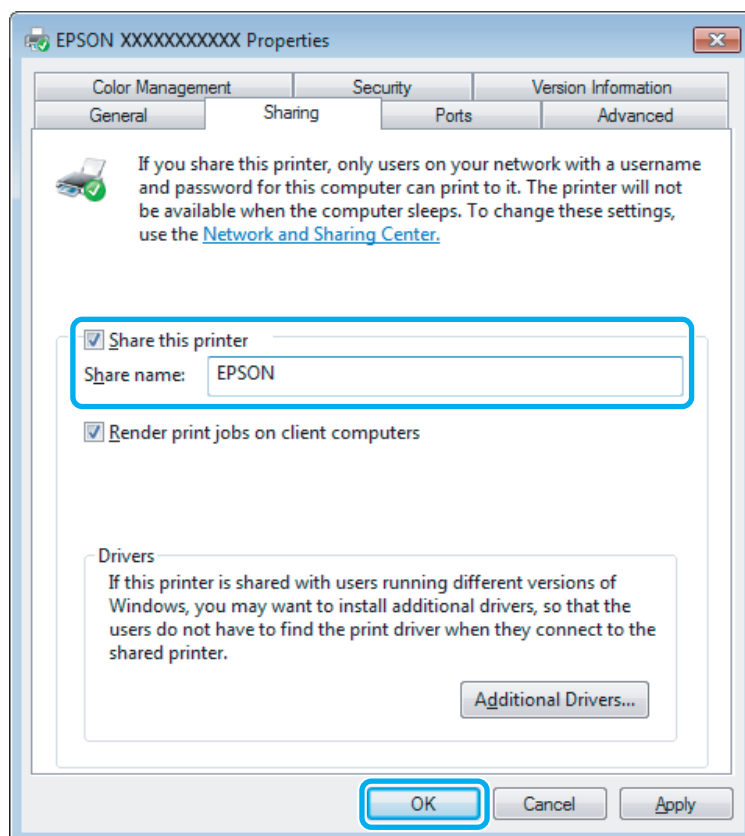 EPSON XXXXXXXXXXX Properties
Color Management Security Version Information
General Sharing Ports Advanced
If you share this printer, only users on your network with a username
and password for this computer can print to it. The printer will not
be available when the computer sleeps. To change these settings,
use the Network and Sharing Center.
Share this printer
Share name: EPSON
Render print jobs on client computers
Drivers
If this printer is shared with users running different versions of
Windows, you may want to install additional drivers, so that the
users do not have to find the print driver when they connect to the
shared printer.
Additional Drivers...
OK Cancel Apply